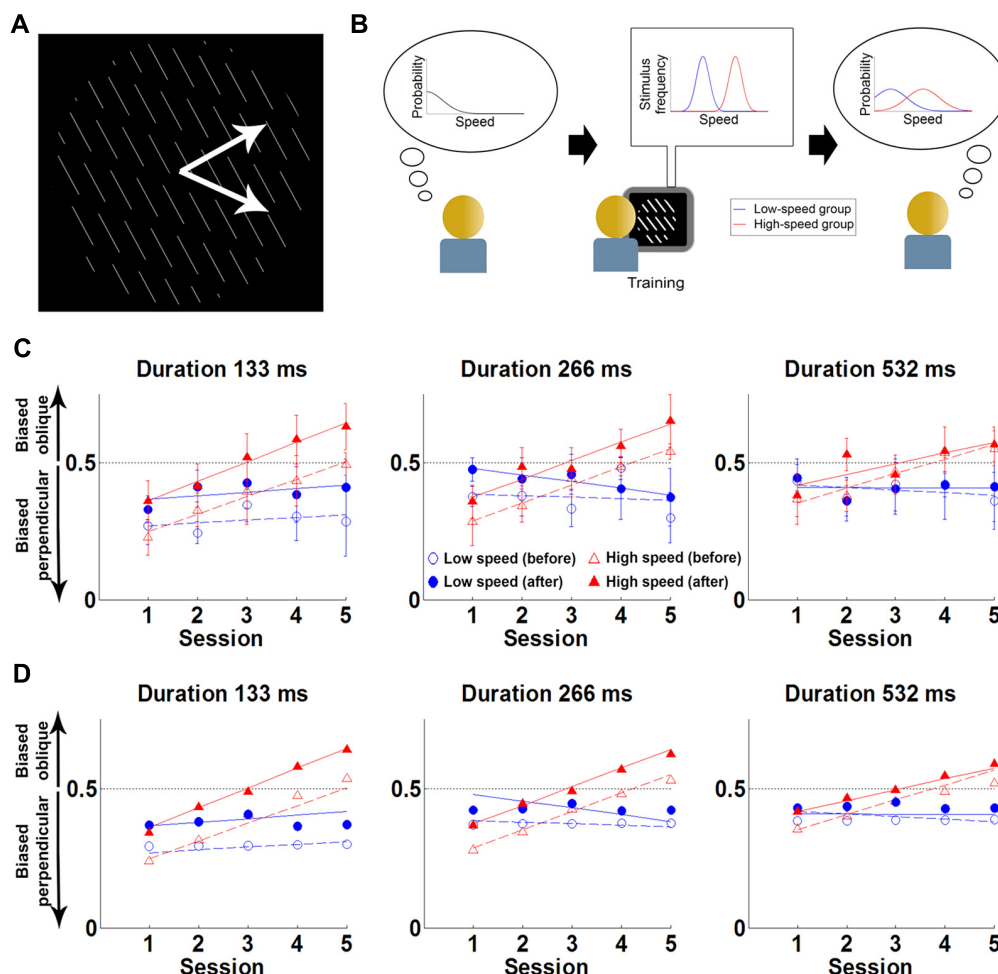 A
B
Probability
Speed
Stimulus
frequency
Speed
Probability
Speed
Low-speed group
High-speed group
Training
C
Duration 133 ms
Duration 266 ms
Duration 532 ms
Biased
oblique
Biased
perpendicular
0.5
0
1 2 3 4 5
Session
0.5
0
Low speed (before)
High speed (before)
Low speed (after)
High speed (after)
1 2 3 4 5
Session
0.5
0
1 2 3 4 5
Session
D
Duration 133 ms
Duration 266 ms
Duration 532 ms
Biased
oblique
Biased
perpendicular
0.5
0
1 2 3 4 5
Session
0.5
0
1 2 3 4 5
Session
0.5
0
1 2 3 4 5
Session